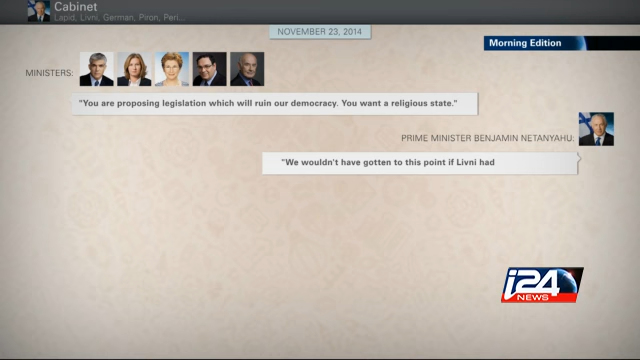 Cabinet
Lapid, Livni, German, Piron, Peri...
NOVEMBER 23, 2014
Morning Edition
MINISTERS:
"You are proposing legislation which will ruin our democracy. You want a religious state."
PRIME MINISTER BENJAMIN NETANYAHU:
"We wouldn't have gotten to this point if Livni had
i24
NEWS